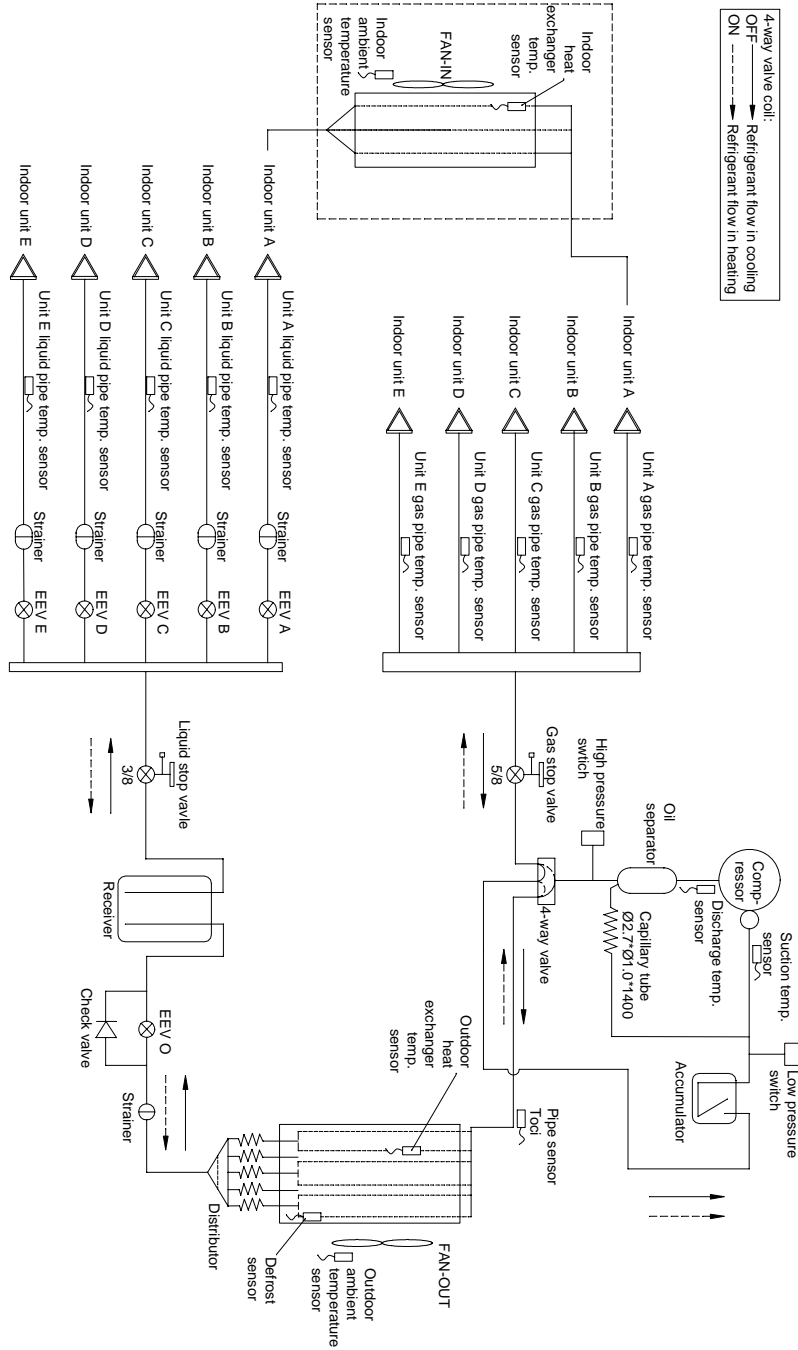 4-way valve coil:
OFF Refrigerant flow in cooling
ON Refrigerant flow in heating
Indoor
heat
exchanger
temp.
sensor
FAN-IN
Indoor
ambient
temperature
sensor
Indoor unit A
Indoor unit B
Indoor unit C
Indoor unit D
Indoor unit E
Unit A gas pipe temp. sensor
Unit B gas pipe temp. sensor
Unit C gas pipe temp. sensor
Unit D gas pipe temp. sensor
Unit E gas pipe temp. sensor
Gas stop valve
5/8
High pressure
swtich
Oil
separator
Comp-
ressor
Suction temp.
sensor
Discharge temp.
sensor
Capillary tube
Ø2.7*Ø1.0*1400
4-way valve
Low pressure
switch
Accumulator
Pipe sensor
Toci
Outdoor
heat
exchanger
temp.
sensor
FAN-OUT
Outdoor
ambient
temperature
sensor
Defrost
sensor
Distributor
Indoor unit A
Indoor unit B
Indoor unit C
Indoor unit D
Indoor unit E
Unit A liquid pipe temp. sensor
Unit B liquid pipe temp. sensor
Unit C liquid pipe temp. sensor
Unit D liquid pipe temp. sensor
Unit E liquid pipe temp. sensor
Strainer
Strainer
Strainer
Strainer
Strainer
EEV A
EEV B
EEV C
EEV D
EEV E
Liquid stop vavle
3/8
Receiver
EEV O
Check valve
Strainer